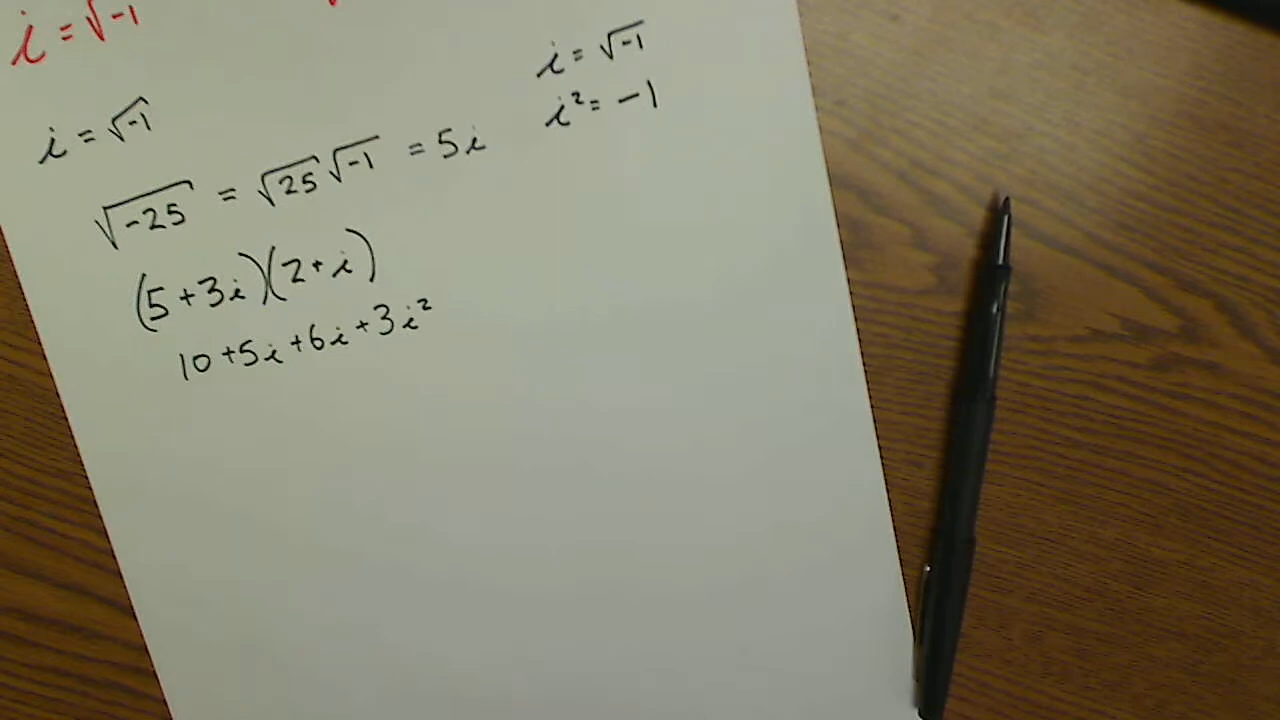 i = √-1
i = √-1
i = √-1
i² = -1
√-25 = √25 √-1 = 5i
(5+3i)(2+i)
10+5i+6i+3i²